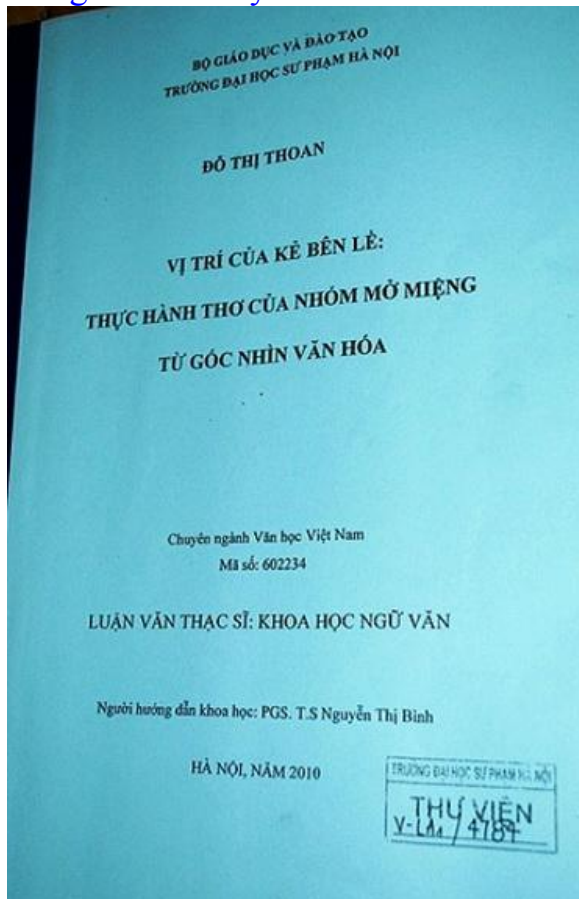 BỘ GIÁO DỤC VÀ ĐÀO TẠO
TRƯỜNG ĐẠI HỌC SƯ PHẠM HÀ NỘI
ĐỖ THỊ THOAN
VỊ TRÍ CỦA KẺ BÊN LỀ:
THỰC HÀNH THƠ CỦA NHÓM MỞ MIỆNG
TỪ GÓC NHÌN VĂN HÓA
Chuyên ngành Văn học Việt Nam
Mã số: 602234
LUẬN VĂN THẠC SĨ: KHOA HỌC NGỮ VĂN
Người hướng dẫn khoa học: PGS. T.S Nguyễn Thị Bình
HÀ NỘI, NĂM 2010
TRƯỜNG ĐẠI HỌC SƯ PHẠM HÀ NỘI
THƯ VIỆN
4784